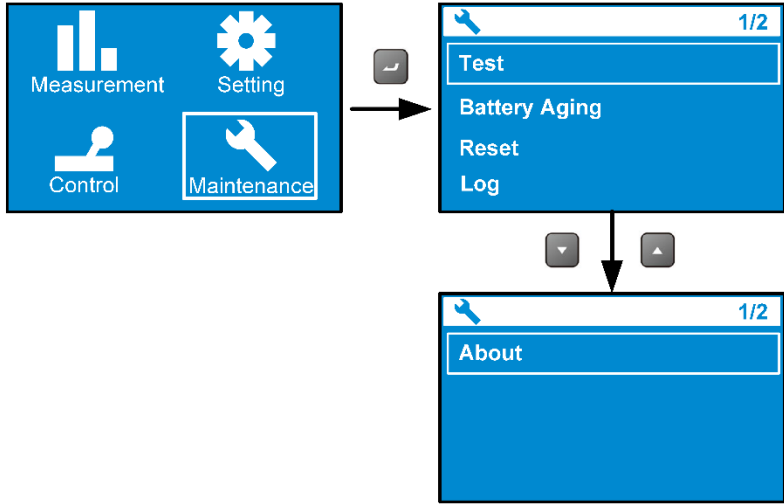 Measurement
Setting
Control
Maintenance
1/2
Test
Battery Aging
Reset
Log
1/2
About